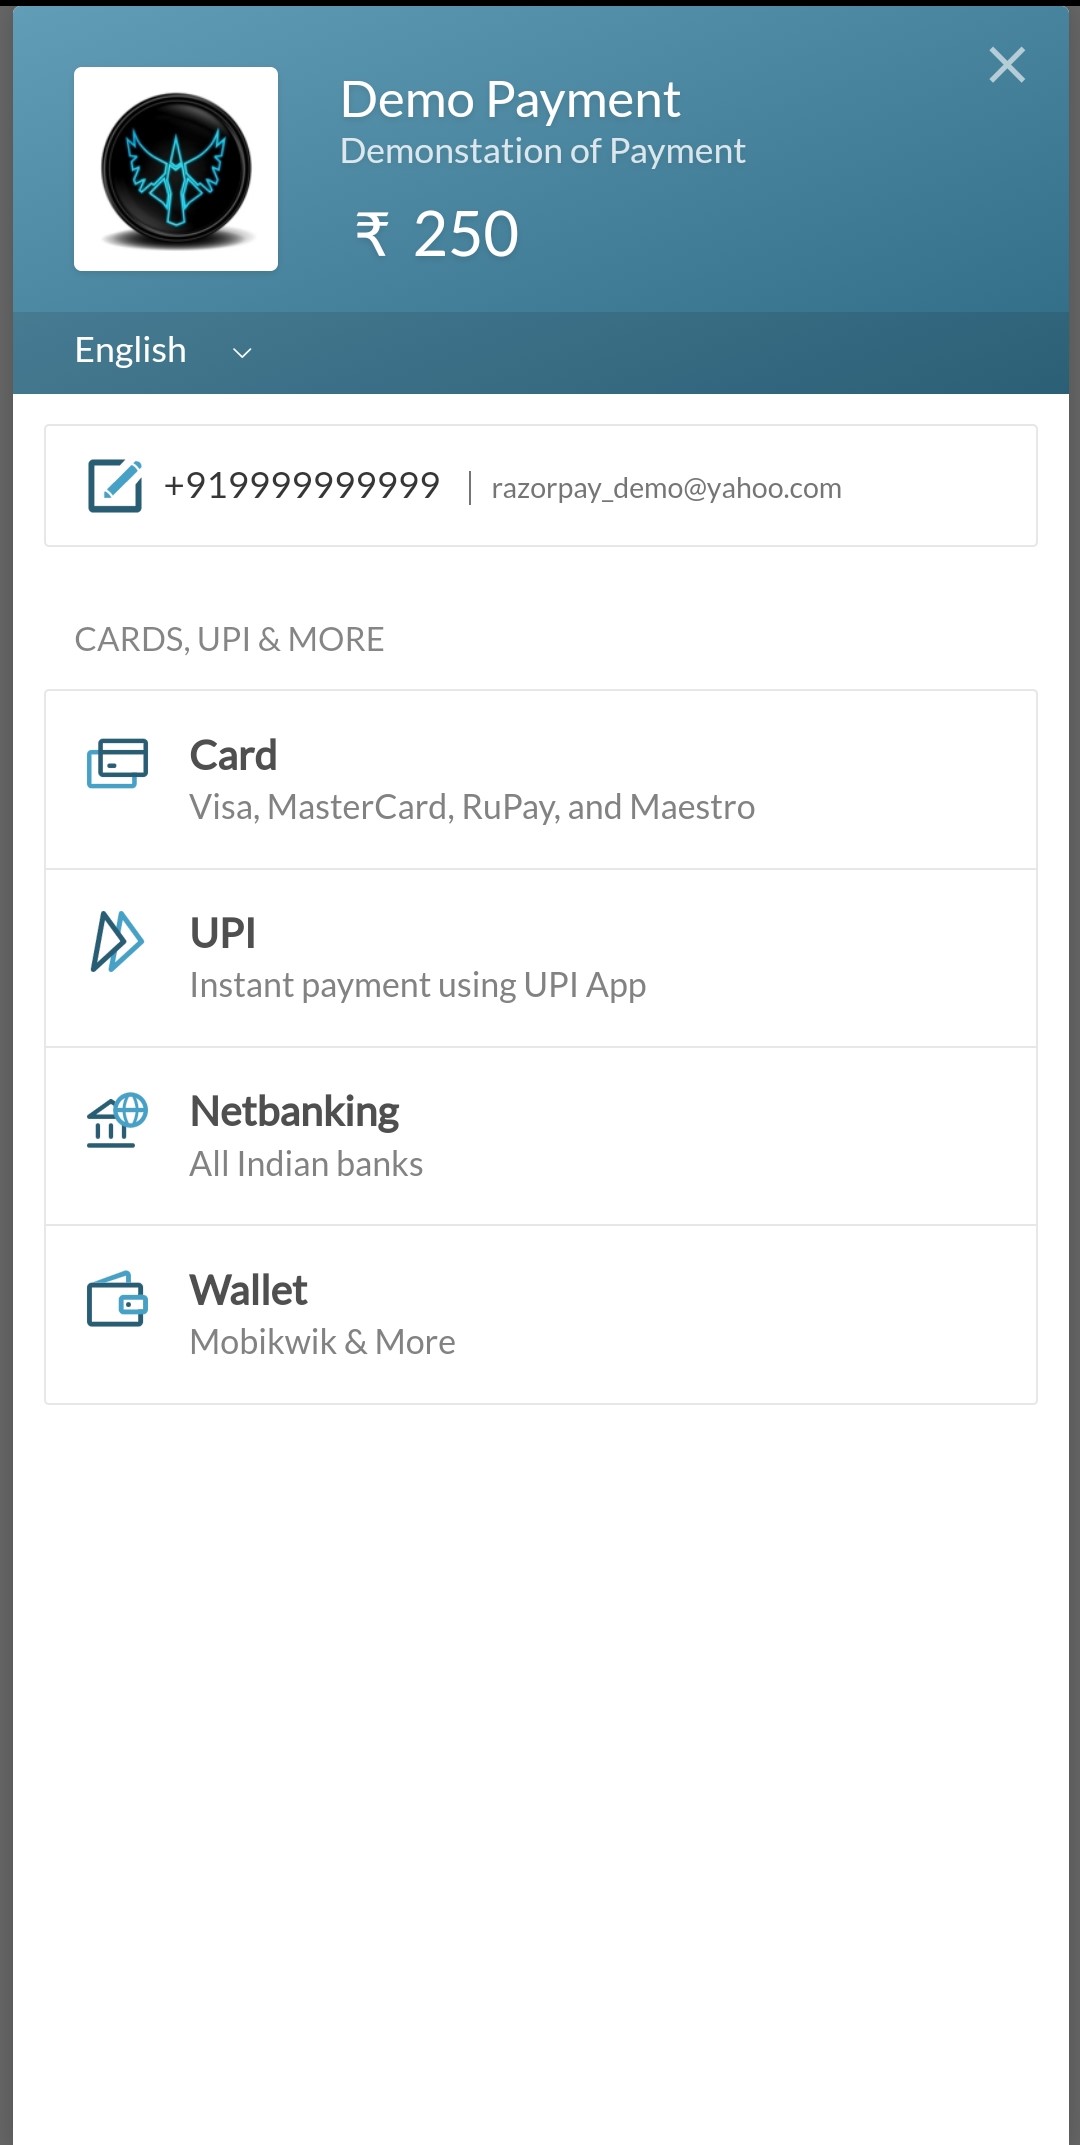 Demo Payment
Demonstation of Payment
₹ 250
English
+919999999999 | razorpay_demo@yahoo.com
CARDS, UPI & MORE
Card
Visa, MasterCard, RuPay, and Maestro
UPI
Instant payment using UPI App
Netbanking
All Indian banks
Wallet
Mobikwik & More